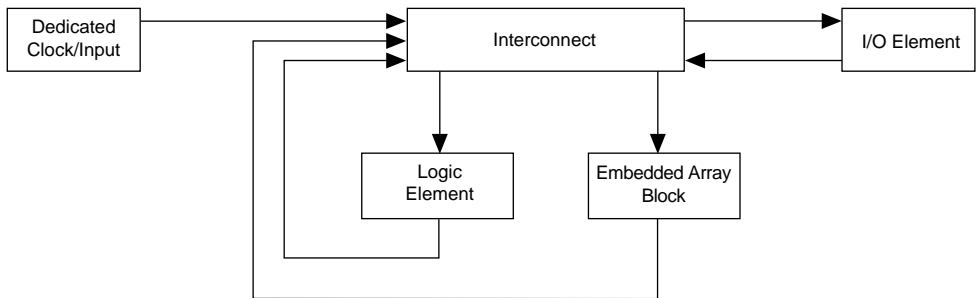 Dedicated
Clock/Input
Interconnect
I/O Element
Logic
Element
Embedded Array
Block